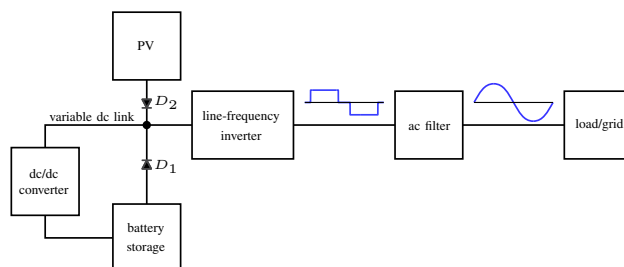 PV
D2
variable dc link
line-frequency
inverter
ac filter
load/grid
dc/dc
converter
D1
battery
storage